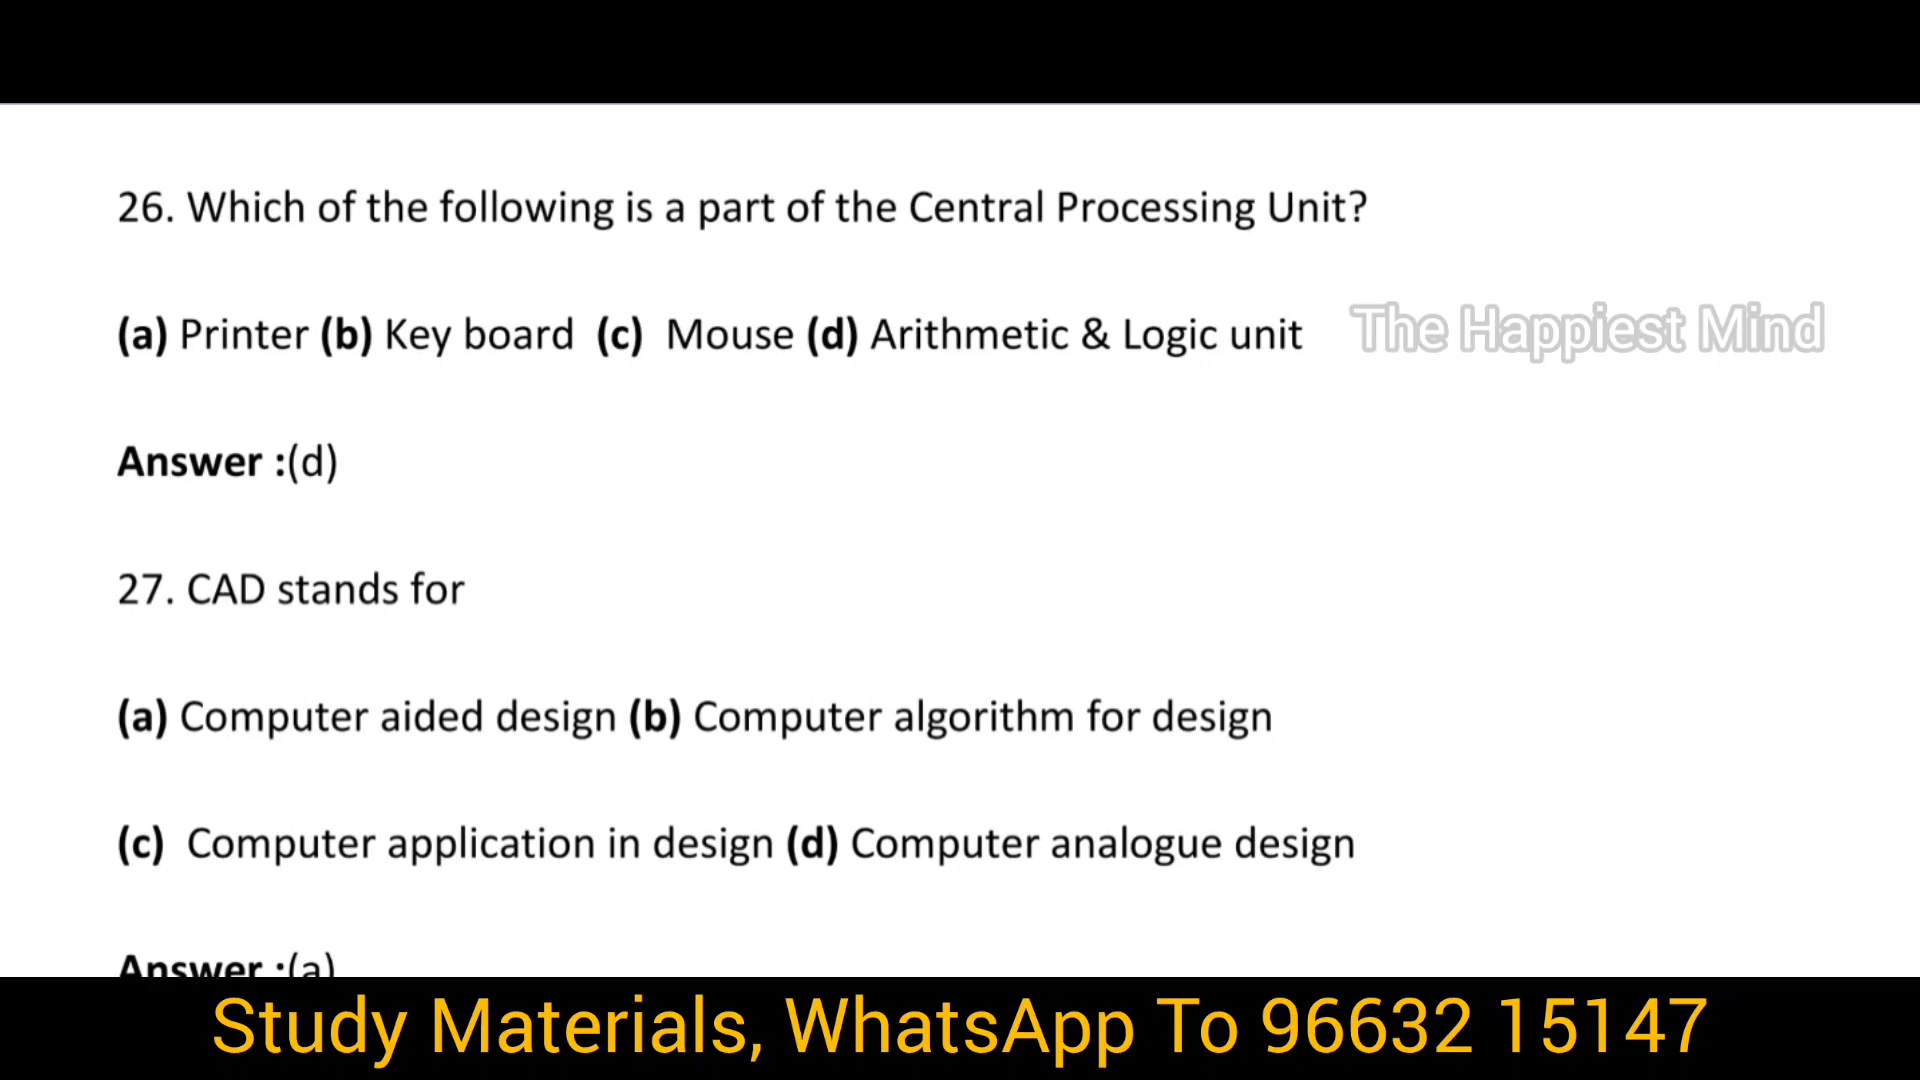 26. Which of the following is a part of the Central Processing Unit?
(a) Printer (b) Key board (c) Mouse (d) Arithmetic & Logic unit
The Happiest Mind
Answer :(d)
27. CAD stands for
(a) Computer aided design (b) Computer algorithm for design
(c) Computer application in design (d) Computer analogue design
Answer :(a)
Study Materials, WhatsApp To 96632 15147